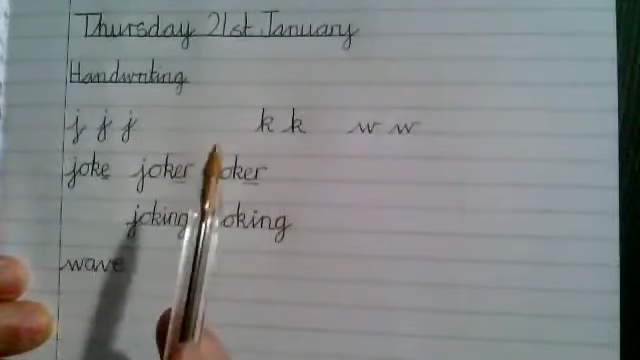 Thursday 21st January
Handwriting
j j j k k w w
joke joker oker
joking oking
wave